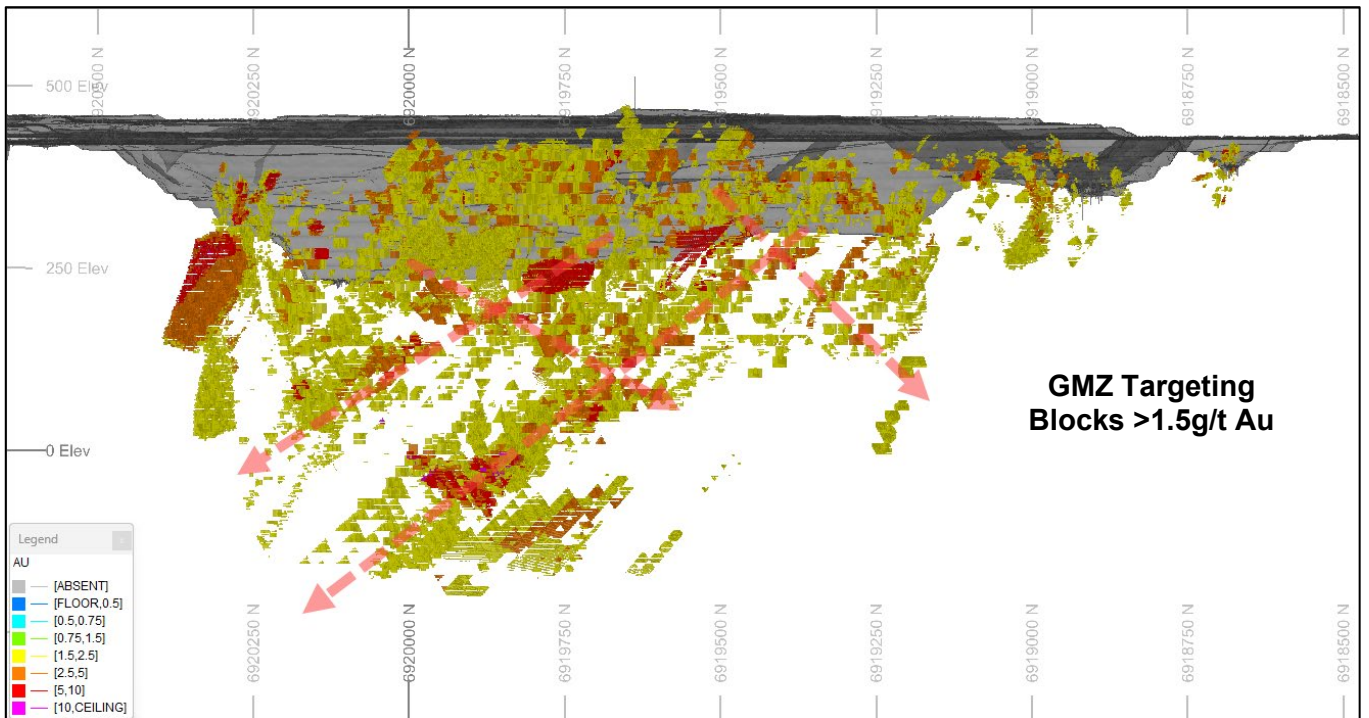 6920500 N
6920250 N
6920000 N
6919750 N
6919500 N
6919250 N
6919000 N
6918750 N
6918500 N
500 Elev
250 Elev
0 Elev
GMZ Targeting
Blocks >1.5g/t Au
Legend
AU
[ABSENT]
[FLOOR,0.5]
[0.5,0.75]
[0.75,1.5]
[1.5,2.5]
[2.5,5]
[5,10]
[10,CEILING]
6920250 N
6920000 N
6919750 N
6919500 N
6919250 N
6919000 N
6918750 N
6918500 N